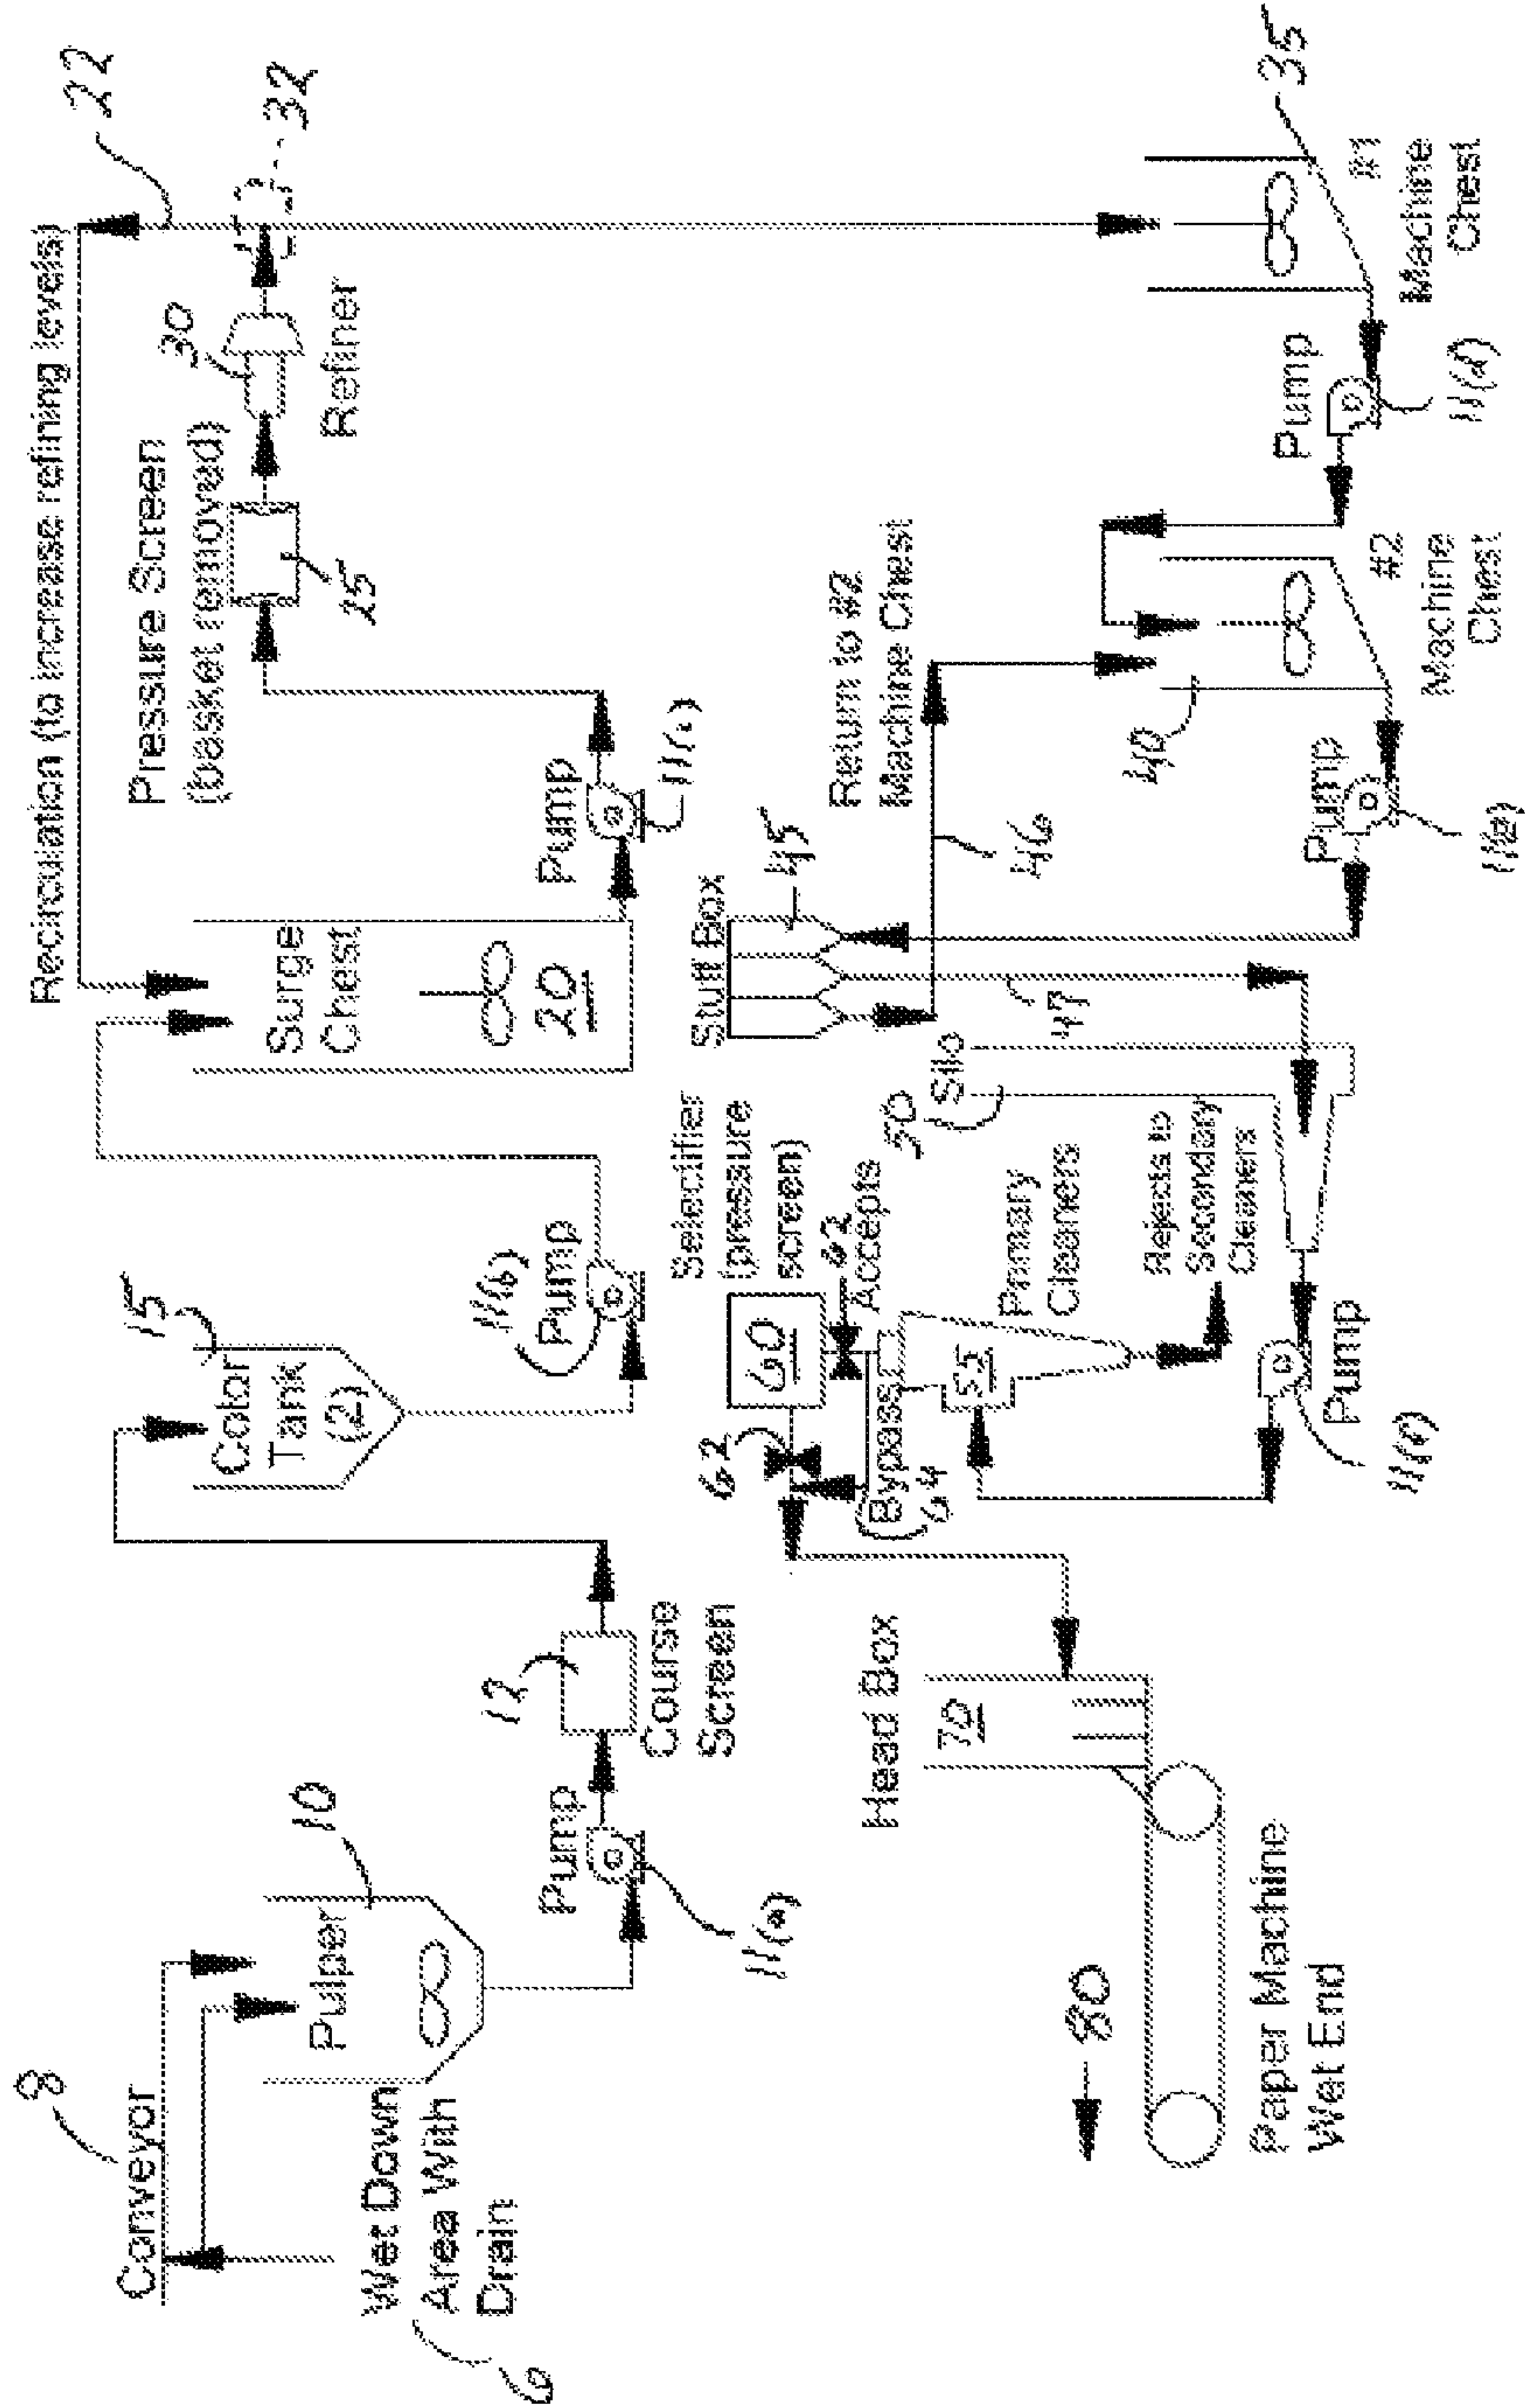 Recirculation (to increase refining levels)
22
Conveyor
8
Wet Down
Area With
Drain
6
Pulper
10
Pump
11(a)
12
Course
Screen
Color
Tank
(2)
15
11(b)
Pump
Surge
Chest
20
Pump
11(c)
Pressure Screen
(basket removed)
25
30
Refiner
32
35
#1
Machine
Chest
Pump
11(d)
#2
Machine
Chest
40
Pump
11(e)
Return to #2
Machine Chest
46
Stuff Box
45
47
Silo
50
Pump
11(f)
Primary
Cleaners
55
Rejects to
Secondary
Cleaners
Selectifier
(pressure
screen)
60
62
Accepts
62
Bypass
64
Head Box
70
80
Paper Machine
Wet End